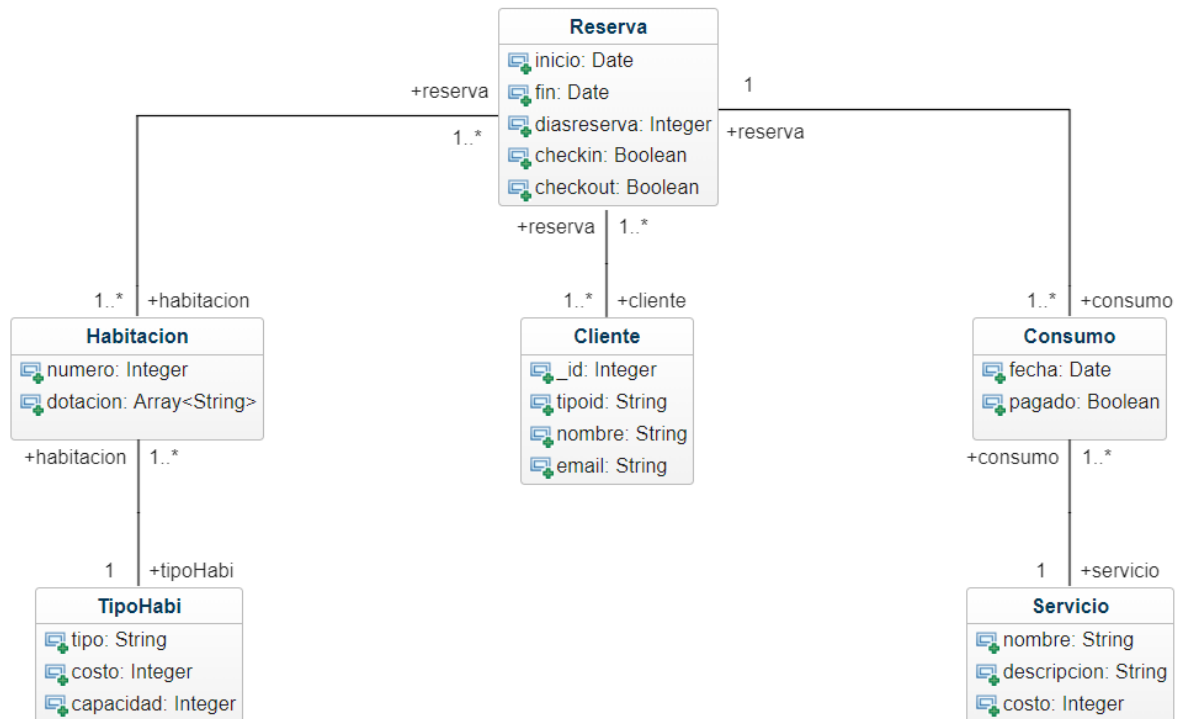 Reserva
inicio: Date
fin: Date
diasreserva: Integer
checkin: Boolean
checkout: Boolean
+reserva
1..*
1
+reserva
+reserva 1..*
1..* +habitacion
1..* +cliente
1..* +consumo
Habitacion
numero: Integer
dotacion: Array<String>
Cliente
_id: Integer
tipoid: String
nombre: String
email: String
Consumo
fecha: Date
pagado: Boolean
+habitacion 1..*
+consumo 1..*
1 +tipoHabi
1 +servicio
TipoHabi
tipo: String
costo: Integer
capacidad: Integer
Servicio
nombre: String
descripcion: String
costo: Integer